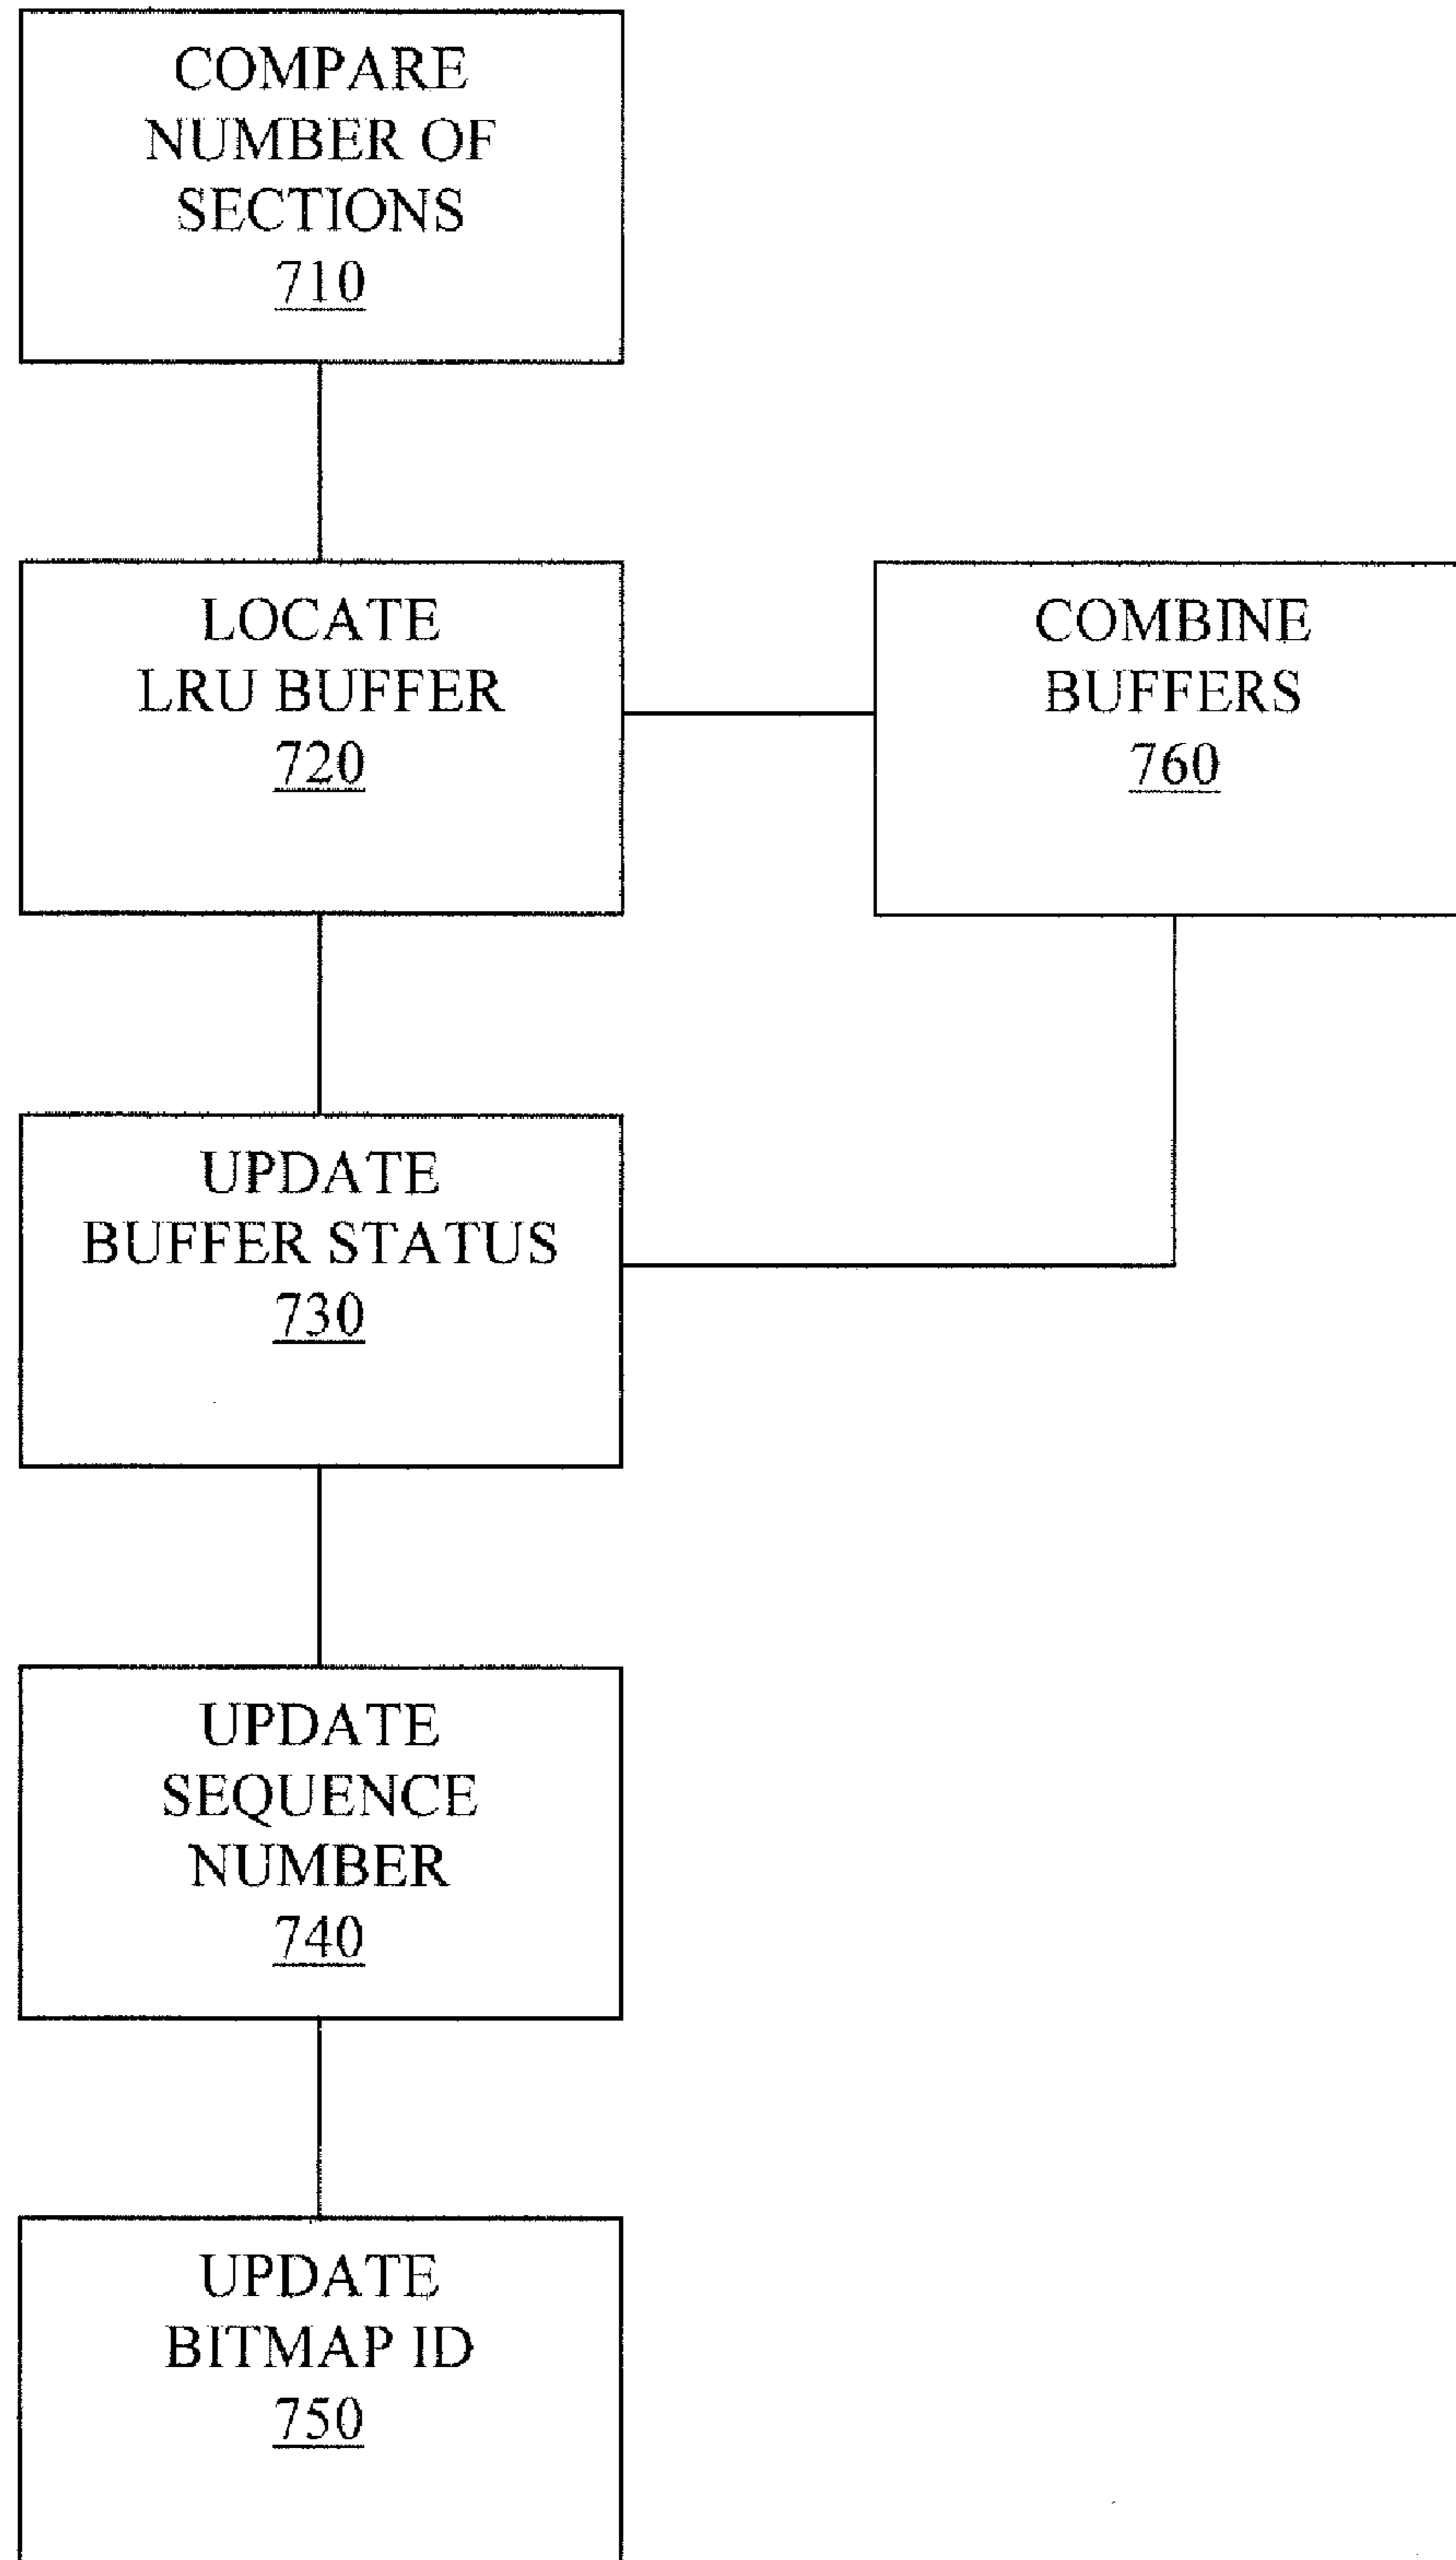 COMPARE
NUMBER OF
SECTIONS
710
LOCATE
LRU BUFFER
720
COMBINE
BUFFERS
760
UPDATE
BUFFER STATUS
730
UPDATE
SEQUENCE
NUMBER
740
UPDATE
BITMAP ID
750